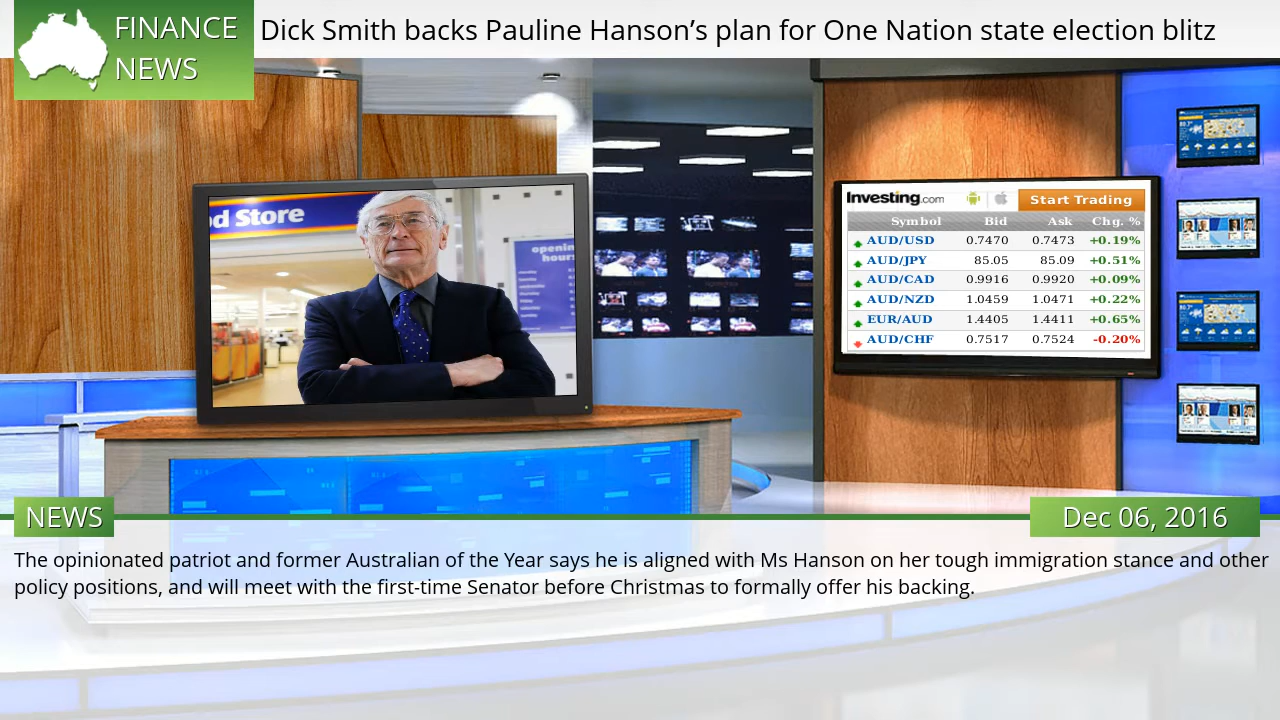 FINANCE
NEWS
Dick Smith backs Pauline Hanson’s plan for One Nation state election blitz
d Store
opening
hours
Investing.com
Start Trading
Symbol Bid Ask Chg. %
AUD/USD 0.7470 0.7473 +0.19%
AUD/JPY 85.05 85.09 +0.51%
AUD/CAD 0.9916 0.9920 +0.09%
AUD/NZD 1.0459 1.0471 +0.22%
EUR/AUD 1.4405 1.4411 +0.65%
AUD/CHF 0.7517 0.7524 -0.20%
NEWS
Dec 06, 2016
The opinionated patriot and former Australian of the Year says he is aligned with Ms Hanson on her tough immigration stance and other
policy positions, and will meet with the first-time Senator before Christmas to formally offer his backing.